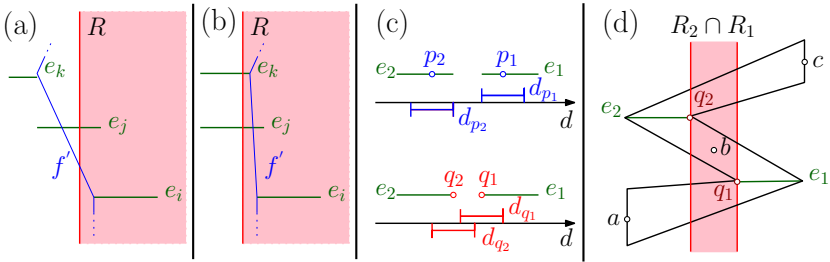 (a) R
e_k
e_j
f'
e_i
(b) R
e_k
e_j
f'
e_i
(c)
p_2 p_1
e_2 e_1
d_{p_1}
d_{p_2} d
q_2 q_1
e_2 e_1
d_{q_1}
d_{q_2} d
(d) R_2 ∩ R_1
c
e_2 q_2
b
e_1
q_1
a